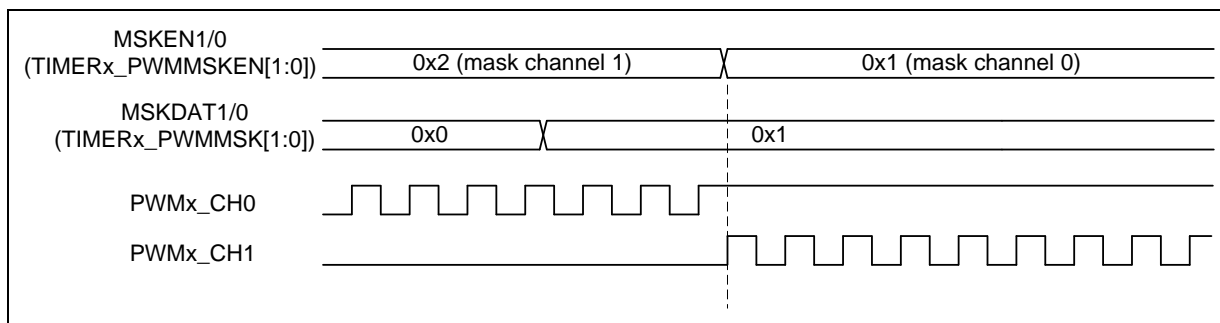 MSKEN1/0
(TIMERx_PWMMSKEN[1:0])
0x2 (mask channel 1)
0x1 (mask channel 0)
MSKDAT1/0
(TIMERx_PWMMSK[1:0])
0x0
0x1
PWMx_CH0
PWMx_CH1